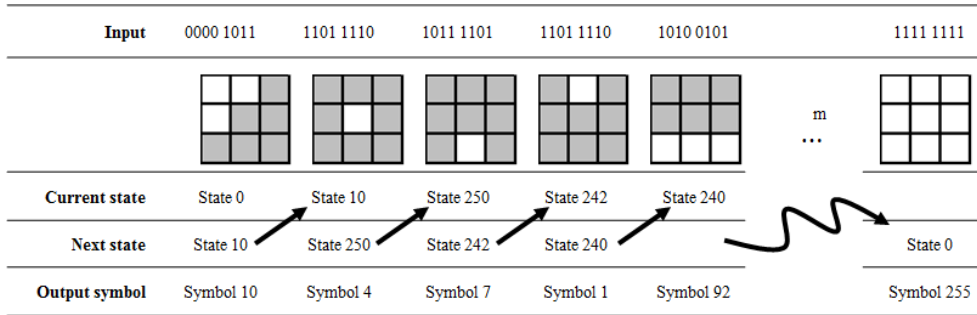 Input 0000 1011 1101 1110 1011 1101 1101 1110 1010 0101 1111 1111
m
...
Current state State 0 State 10 State 250 State 242 State 240
Next state State 10 State 250 State 242 State 240 State 0
Output symbol Symbol 10 Symbol 4 Symbol 7 Symbol 1 Symbol 92 Symbol 255